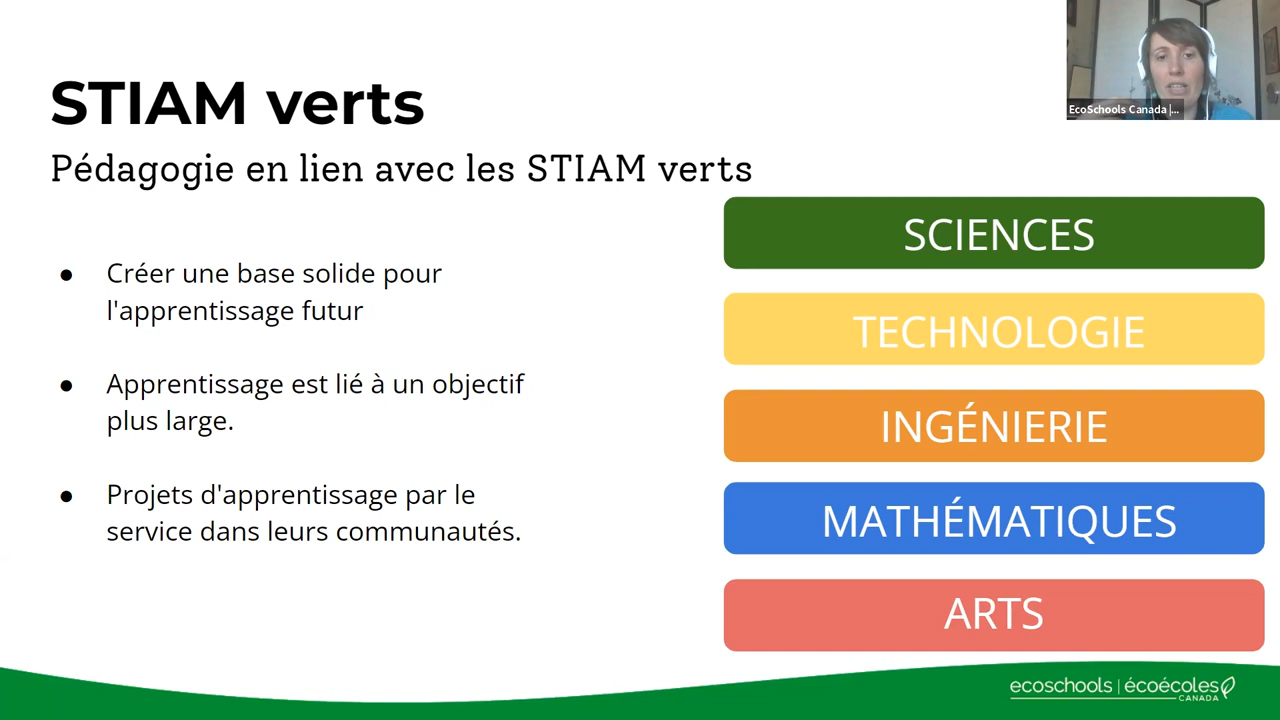 STIAM verts
Pédagogie en lien avec les STIAM verts
● Créer une base solide pour
l'apprentissage futur
● Apprentissage est lié à un objectif
plus large.
● Projets d'apprentissage par le
service dans leurs communautés.
SCIENCES
TECHNOLOGIE
INGÉNIERIE
MATHÉMATIQUES
ARTS
EcoSchools Canada |...
ecoschools | écoécoles
CANADA